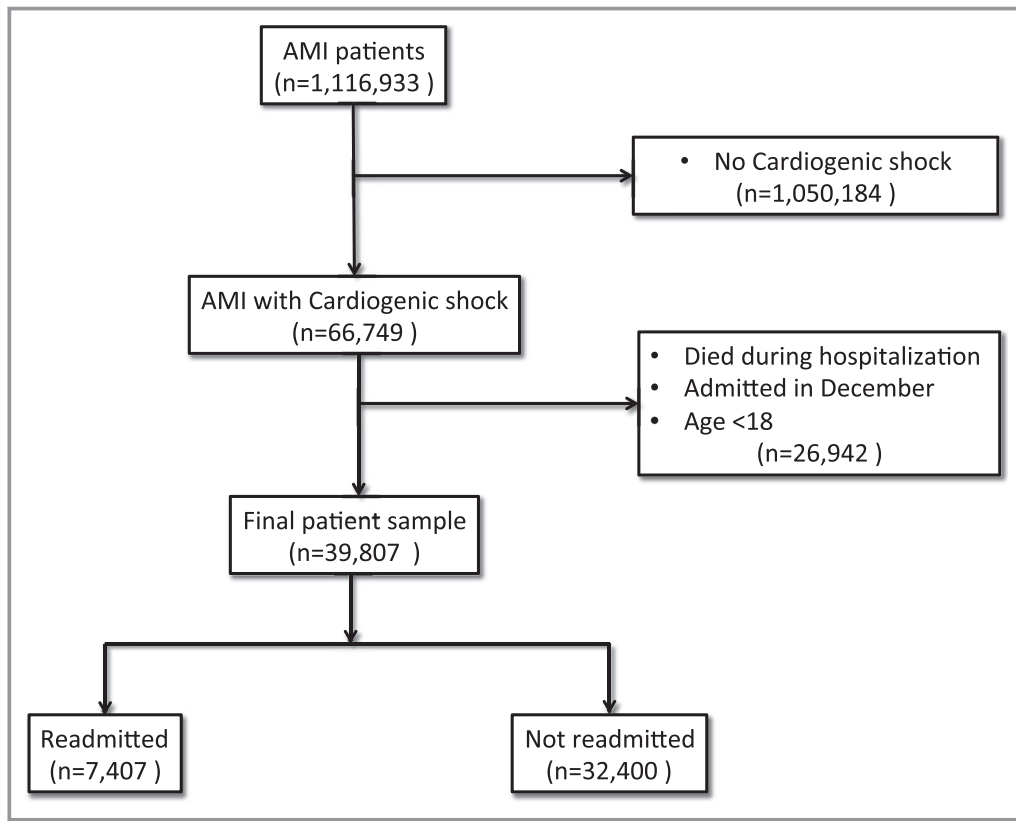 AMI patients
(n=1,116,933 )
• No Cardiogenic shock
(n=1,050,184 )
AMI with Cardiogenic shock
(n=66,749 )
• Died during hospitalization
• Admitted in December
• Age <18
(n=26,942 )
Final patient sample
(n=39,807 )
Readmitted
(n=7,407 )
Not readmitted
(n=32,400 )